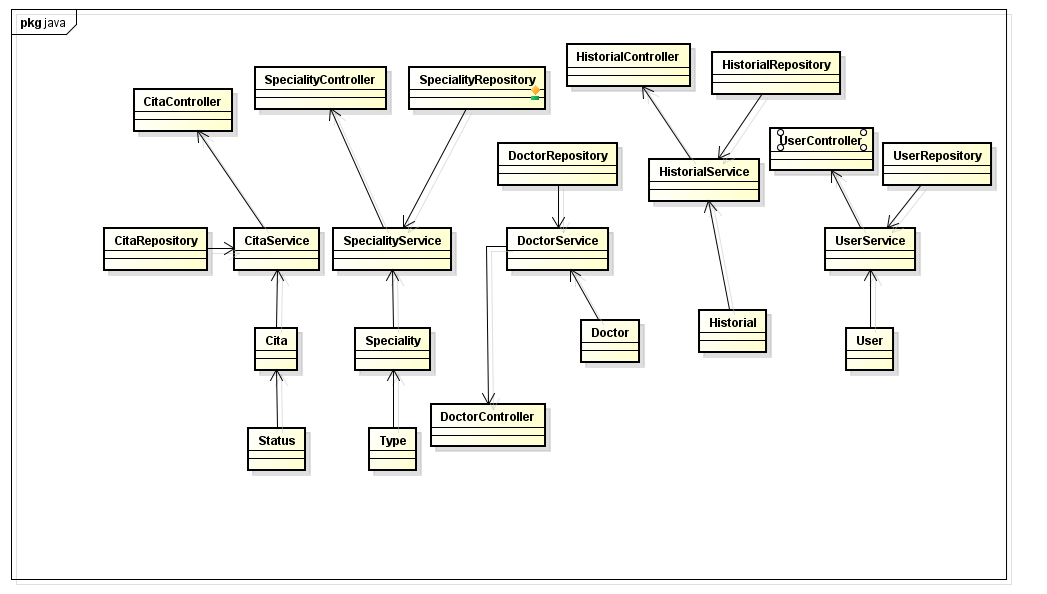 pkg java
HistorialController
HistorialRepository
SpecialityController
SpecialityRepository
CitaController
UserController
DoctorRepository
UserRepository
HistorialService
CitaRepository
CitaService
SpecialityService
DoctorService
UserService
Historial
Doctor
Cita
Speciality
User
DoctorController
Status
Type